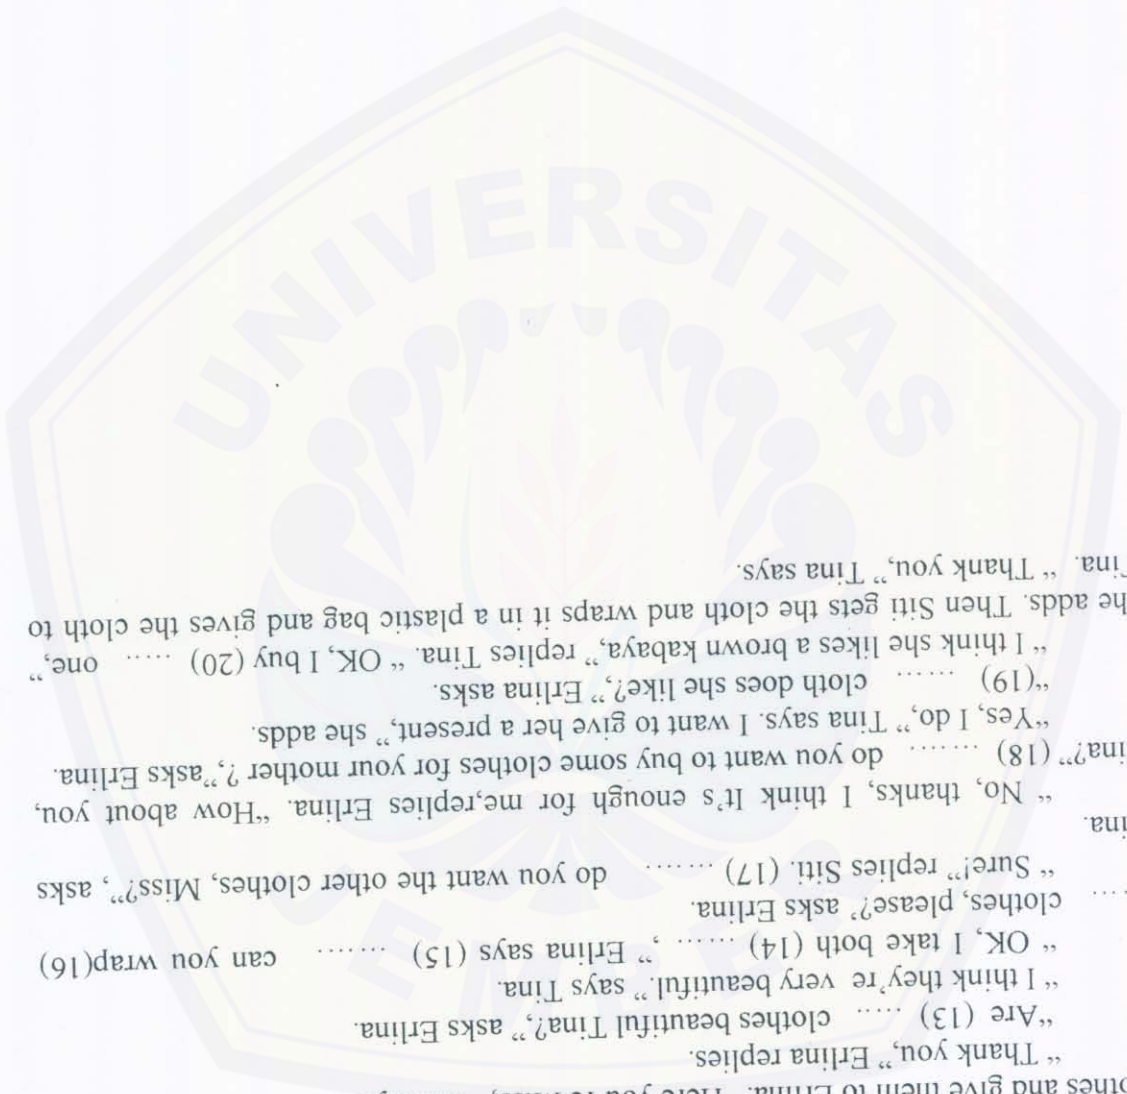 othes and give them to Erlina. " Here you
" Thank you," Erlina replies.
"Are (13) ..... clothes beautiful Tina?," asks Erlina.
" I think they're very beautiful." says Tina.
" OK, I take both (14) ...... ," Erlina says (15) ........ can you wrap(16)
... clothes, please?" asks Erlina.
" Sure!" replies Siti. (17) ........ do you want the other clothes, Miss?", asks
ina.
" No, thanks, I think It's enough for me,replies Erlina. "How about you,
ina?" (18) ........ do you want to buy some clothes for your mother ?,"asks Erlina.
"Yes, I do," Tina says. I want to give her a present," she adds.
"(19) ...... cloth does she like?," Erlina asks.
" I think she likes a brown kabaya," replies Tina. " OK, I buy (20) ..... one,"
he adds. Then Siti gets the cloth and wraps it in a plastic bag and gives the cloth to
Tina. " Thank you," Tina says.
UNIVERSITAS